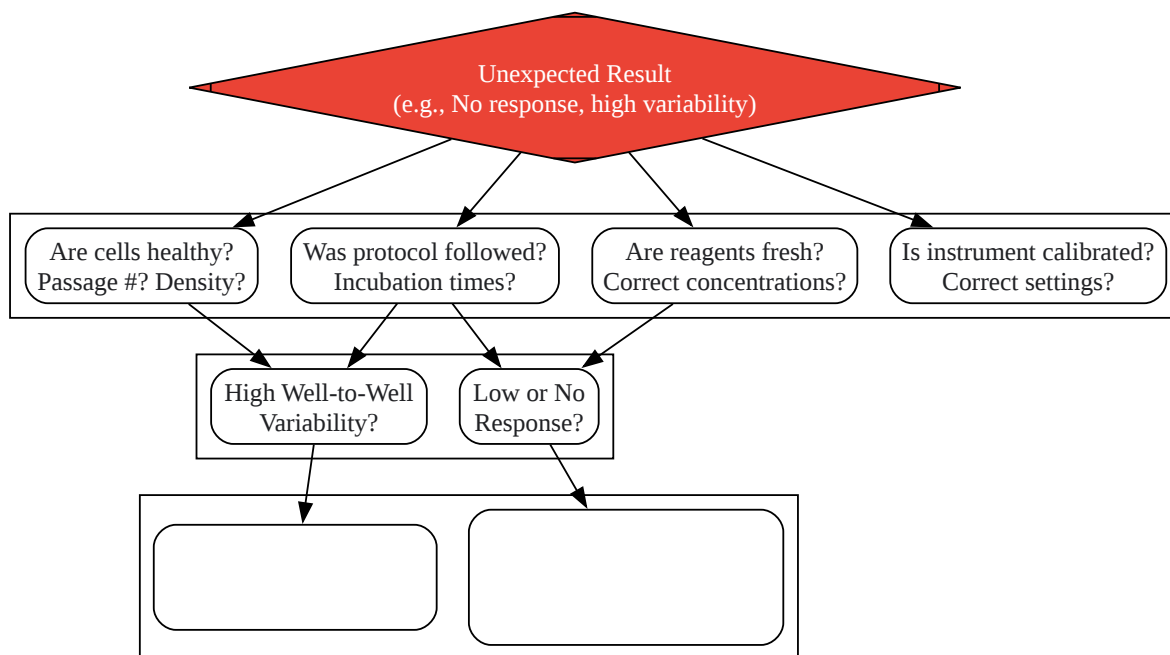 Unexpected Result
(e.g., No response, high variability)
Are cells healthy?
Passage #? Density?
Was protocol followed?
Incubation times?
Are reagents fresh?
Correct concentrations?
Is instrument calibrated?
Correct settings?
High Well-to-Well
Variability?
Low or No
Response?